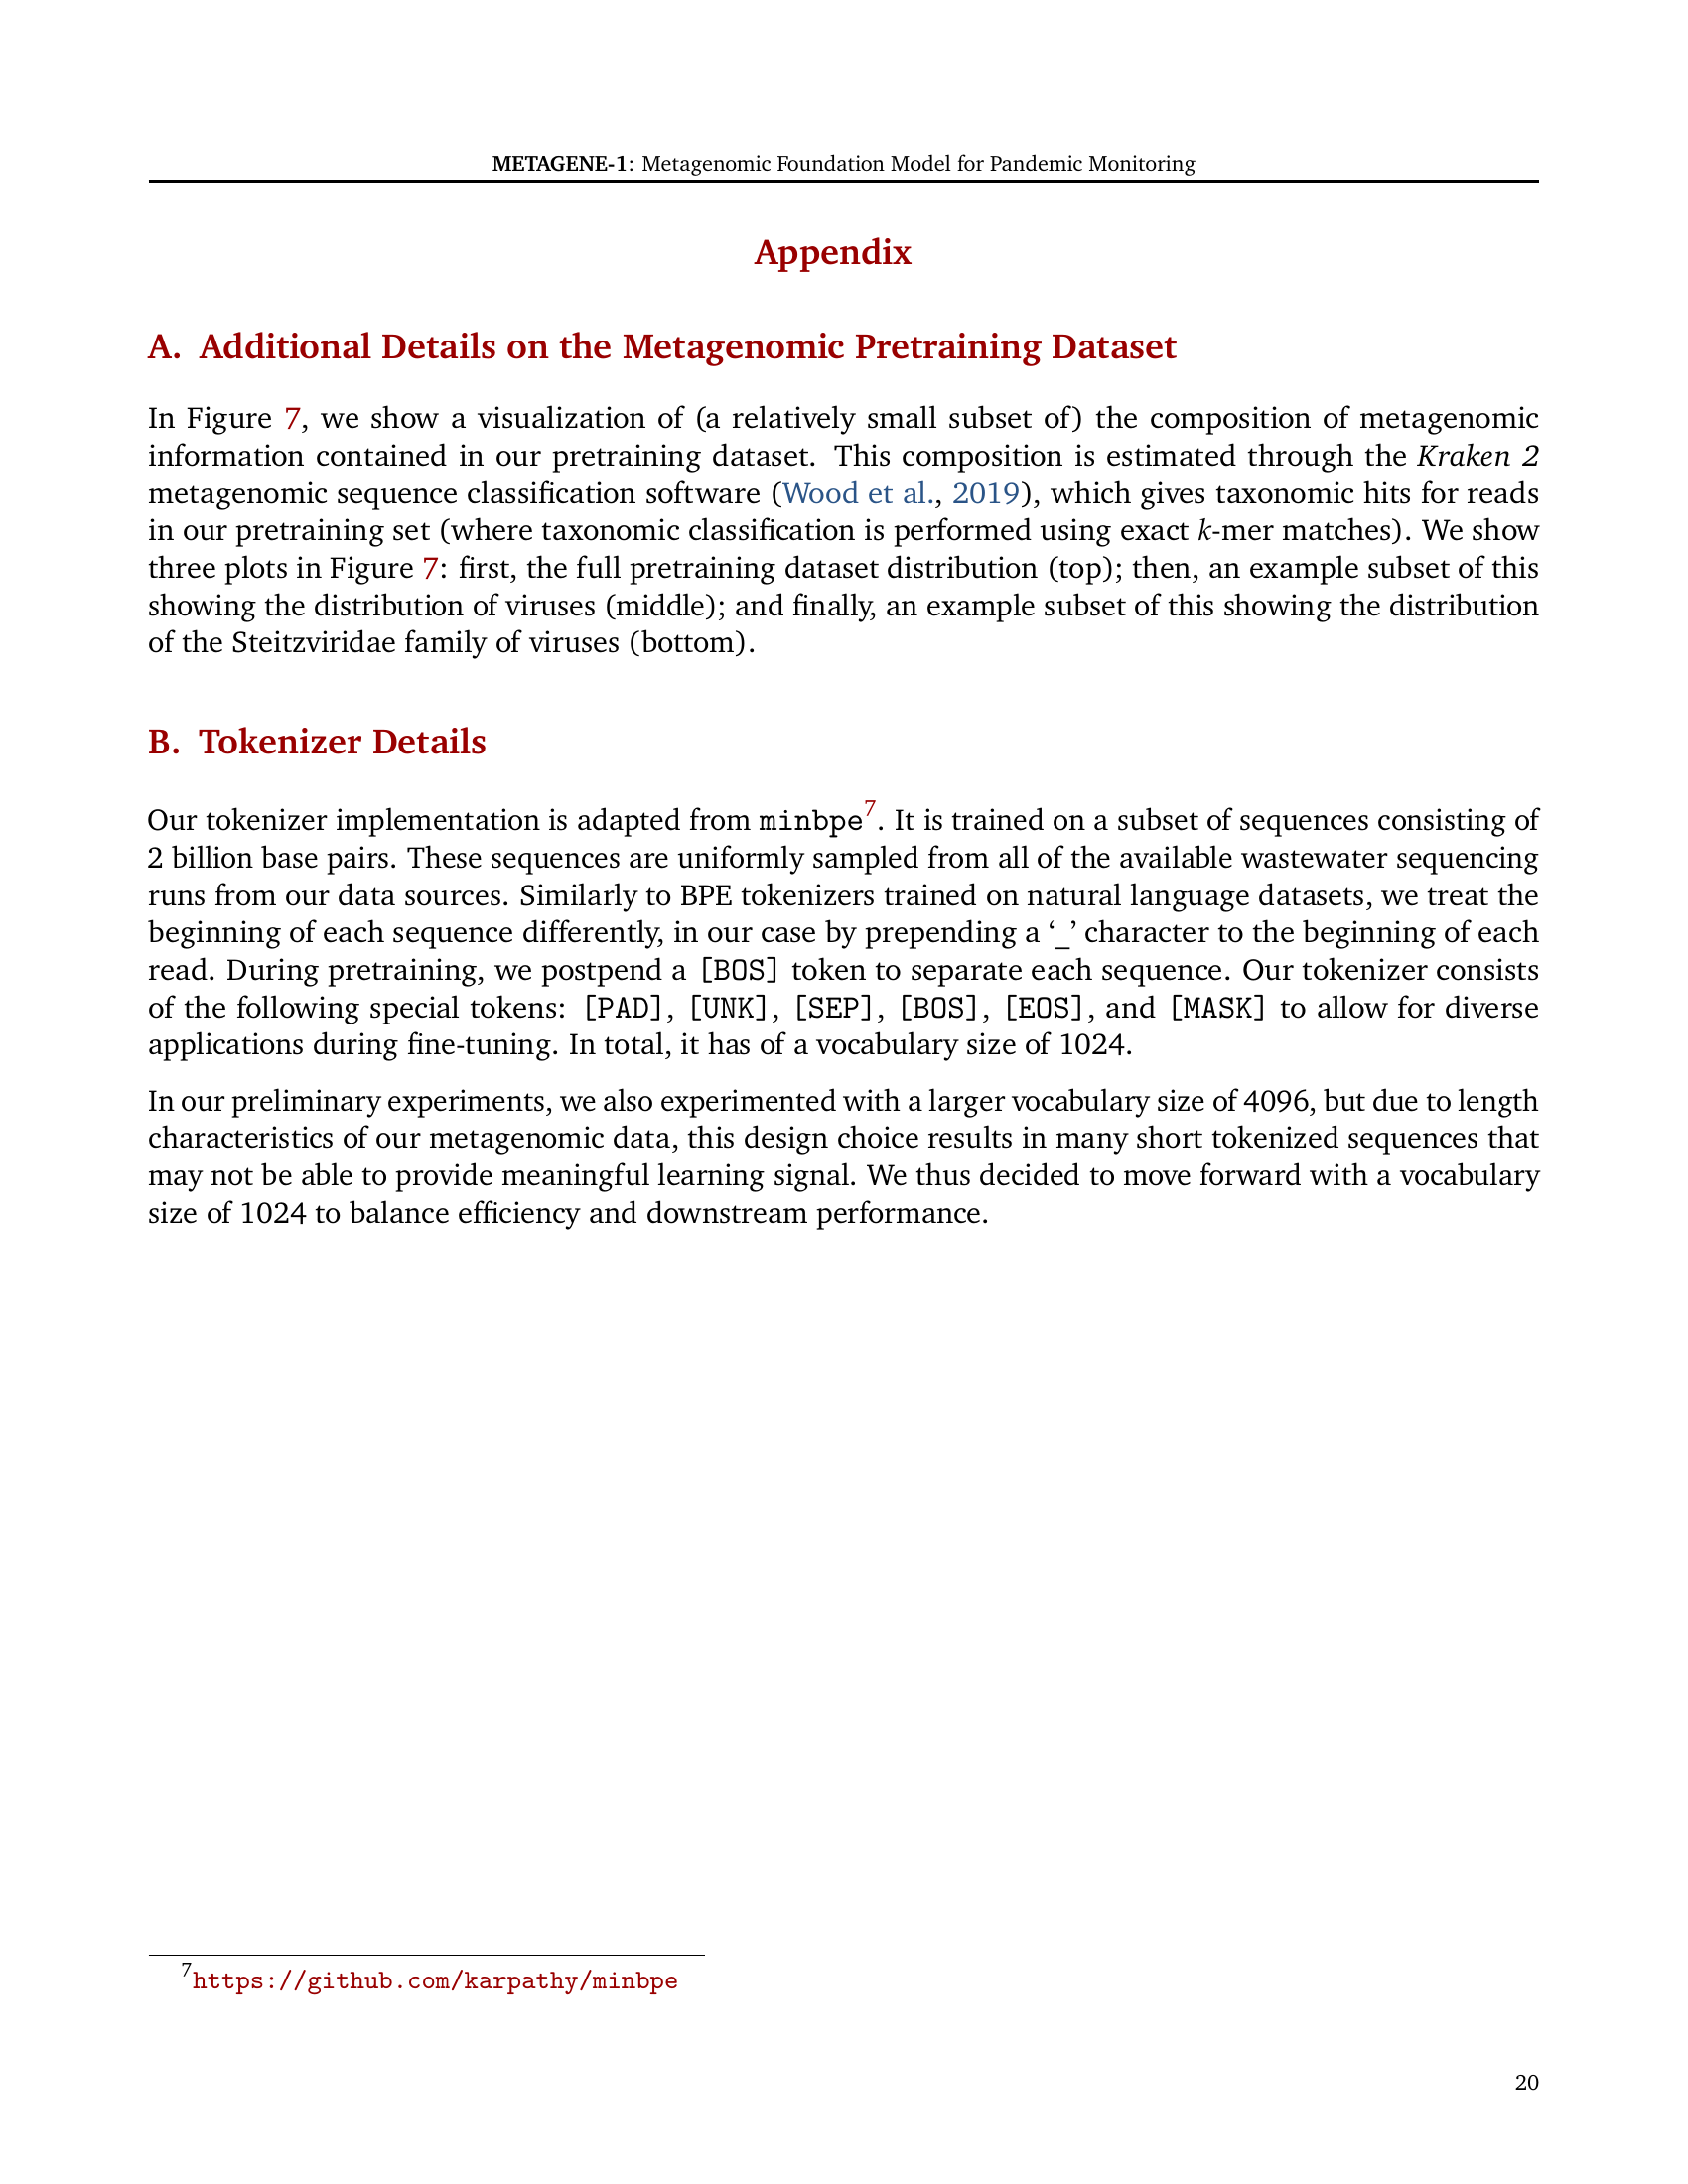 METAGENE-1: Metagenomic Foundation Model for Pandemic Monitoring
Appendix
A. Additional Details on the Metagenomic Pretraining Dataset
In Figure 7, we show a visualization of (a relatively small subset of) the composition of metagenomic
information contained in our pretraining dataset. This composition is estimated through the Kraken 2
metagenomic sequence classification software (Wood et al., 2019), which gives taxonomic hits for reads
in our pretraining set (where taxonomic classification is performed using exact k-mer matches). We show
three plots in Figure 7: first, the full pretraining dataset distribution (top); then, an example subset of this
showing the distribution of viruses (middle); and finally, an example subset of this showing the distribution
of the Steitzviridae family of viruses (bottom).
B. Tokenizer Details
Our tokenizer implementation is adapted from minbpe7. It is trained on a subset of sequences consisting of
2 billion base pairs. These sequences are uniformly sampled from all of the available wastewater sequencing
runs from our data sources. Similarly to BPE tokenizers trained on natural language datasets, we treat the
beginning of each sequence differently, in our case by prepending a ‘_’ character to the beginning of each
read. During pretraining, we postpend a [BOS] token to separate each sequence. Our tokenizer consists
of the following special tokens: [PAD], [UNK], [SEP], [BOS], [EOS], and [MASK] to allow for diverse
applications during fine-tuning. In total, it has of a vocabulary size of 1024.
In our preliminary experiments, we also experimented with a larger vocabulary size of 4096, but due to length
characteristics of our metagenomic data, this design choice results in many short tokenized sequences that
may not be able to provide meaningful learning signal. We thus decided to move forward with a vocabulary
size of 1024 to balance efficiency and downstream performance.
7https://github.com/karpathy/minbpe
20